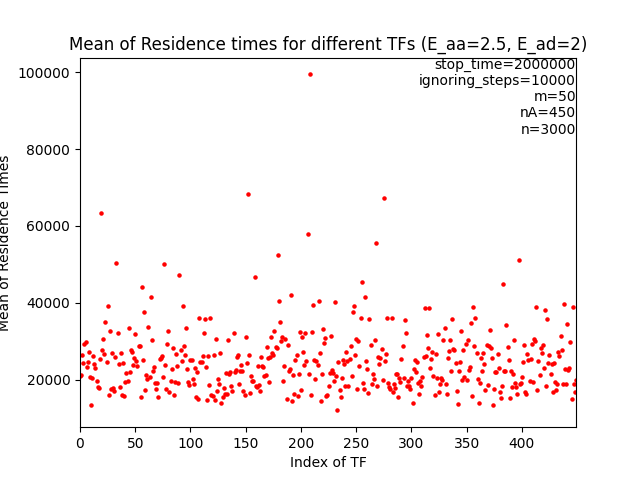 Mean of Residence times for different TFs (E_aa=2.5, E_ad=2)
stop_time=2000000
ignoring_steps=10000
m=50
nA=450
n=3000
Mean of Residence Times
100000
80000
60000
40000
20000
0 50 100 150 200 250 300 350 400
Index of TF